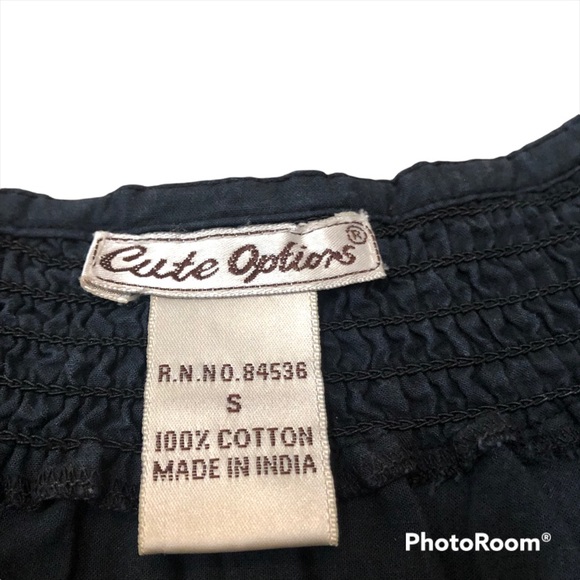 Cute Options®
R.N.NO.84536
S
100% COTTON
MADE IN INDIA
PhotoRoom®